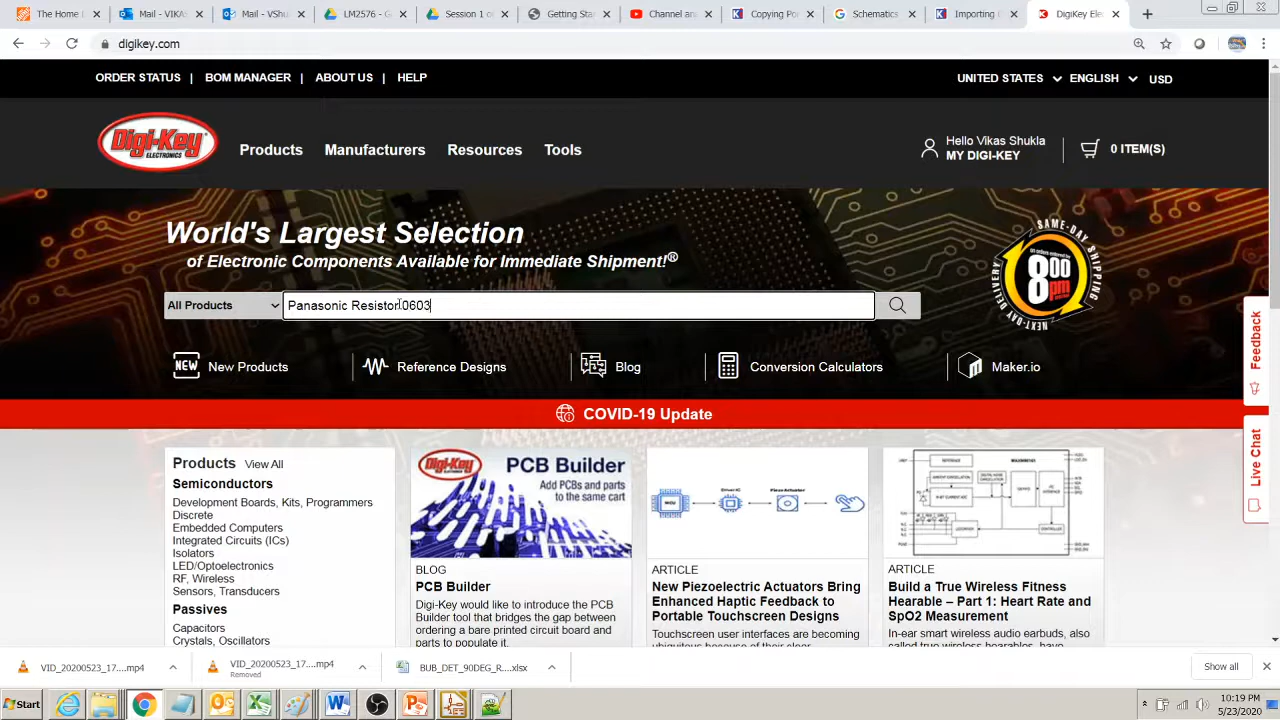 The Home
Digi-Key
Outlook - VIKAS
Mail - VShuk
LM2576 - G
Session 1 o
Getting Sta
Channel an
Copying Po
Schematics
Importing
DigiKey Ele
digikey.com
ORDER STATUS | BOM MANAGER | ABOUT US | HELP
UNITED STATES ENGLISH USD
Digi-Key ELECTRONICS
Products Manufacturers Resources Tools
Hello Vikas Shukla
MY DIGI-KEY
0 ITEM(S)
World's Largest Selection
of Electronic Components Available for Immediate Shipment!®
SAME-DAY SHIPPING
8:00 pm
NEXT-DAY DELIVERY
All Products
Panasonic Resistor 0603
New Products
Reference Designs
Blog
Conversion Calculators
Maker.io
Feedback
Live Chat
COVID-19 Update
Products View All
Semiconductors
Development Boards, Kits, Programmers
Discrete
Embedded Computers
Integrated Circuits (ICs)
Isolators
LED/Optoelectronics
RF, Wireless
Sensors, Transducers
Passives
Capacitors
Crystals, Oscillators
Digi-Key ELECTRONICS
PCB Builder
Add PCBs and parts
to the same cart
BLOG
PCB Builder
Digi-Key would like to introduce the PCB
Builder tool that bridges the gap between
ordering a bare printed circuit board and
parts to populate it.
ARTICLE
New Piezoelectric Actuators Bring
Enhanced Haptic Feedback to
Portable Touchscreen Designs
Touchscreen user interfaces are becoming
ubiquitous because of their clear
ARTICLE
Build a True Wireless Fitness
Hearable – Part 1: Heart Rate and
SpO2 Measurement
In-ear smart wireless audio earbuds, also
VID_20200523_17....mp4
VID_20200523_17....mp4
Removed
BUB_DET_90DEG_R....xlsx
Show all
Start
10:19 PM
5/23/2020